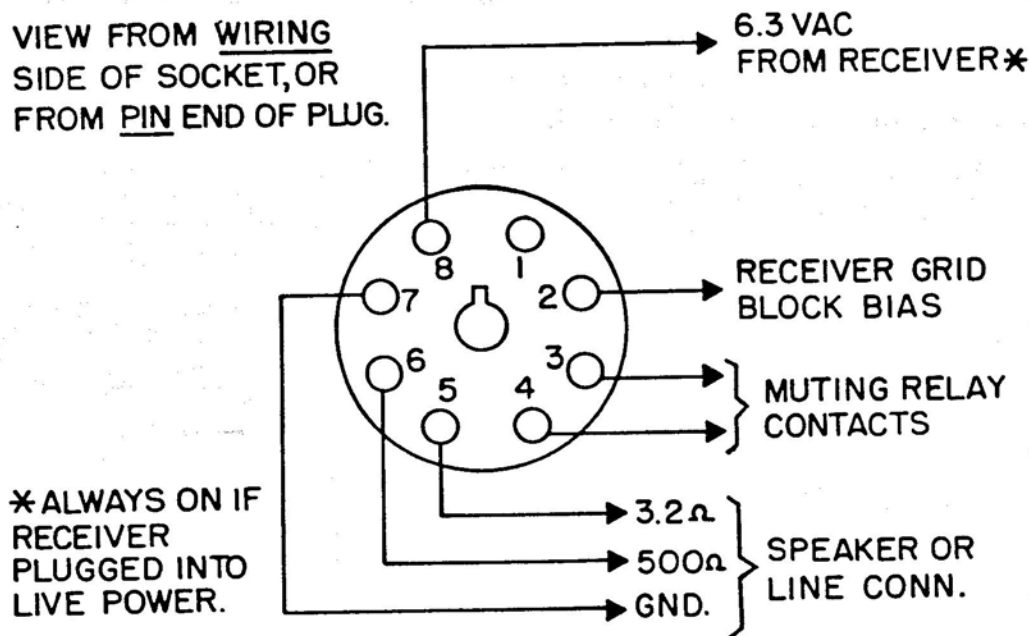 VIEW FROM WIRING
SIDE OF SOCKET, OR
FROM PIN END OF PLUG.
6.3 VAC
FROM RECEIVER*
8
1
7
2
6
3
5
4
RECEIVER GRID
BLOCK BIAS
MUTING RELAY
CONTACTS
*ALWAYS ON IF
RECEIVER
PLUGGED INTO
LIVE POWER.
3.2Ω
500Ω
GND.
SPEAKER OR
LINE CONN.